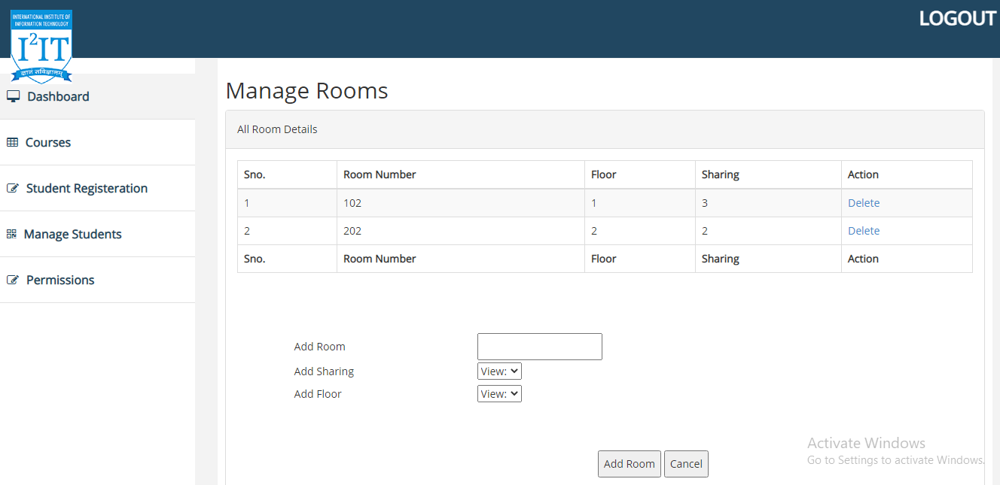 INTERNATIONAL INSTITUTE OF
INFORMATION TECHNOLOGY
I²IT
ज्ञानं सर्वविज्ञानम्
LOGOUT
Dashboard
Courses
Student Registeration
Manage Students
Permissions
Manage Rooms
All Room Details
Sno. Room Number Floor Sharing Action
1 102 1 3 Delete
2 202 2 2 Delete
Sno. Room Number Floor Sharing Action
Add Room
Add Sharing View:
Add Floor View:
Add Room Cancel
Activate Windows
Go to Settings to activate Windows.